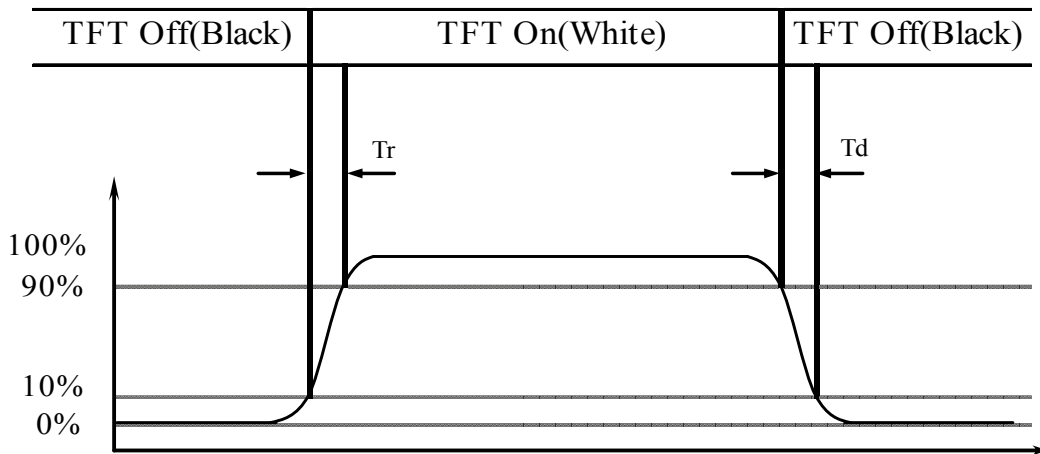 TFT Off(Black) TFT On(White) TFT Off(Black)
Tr Td
100%
90%
10%
0%